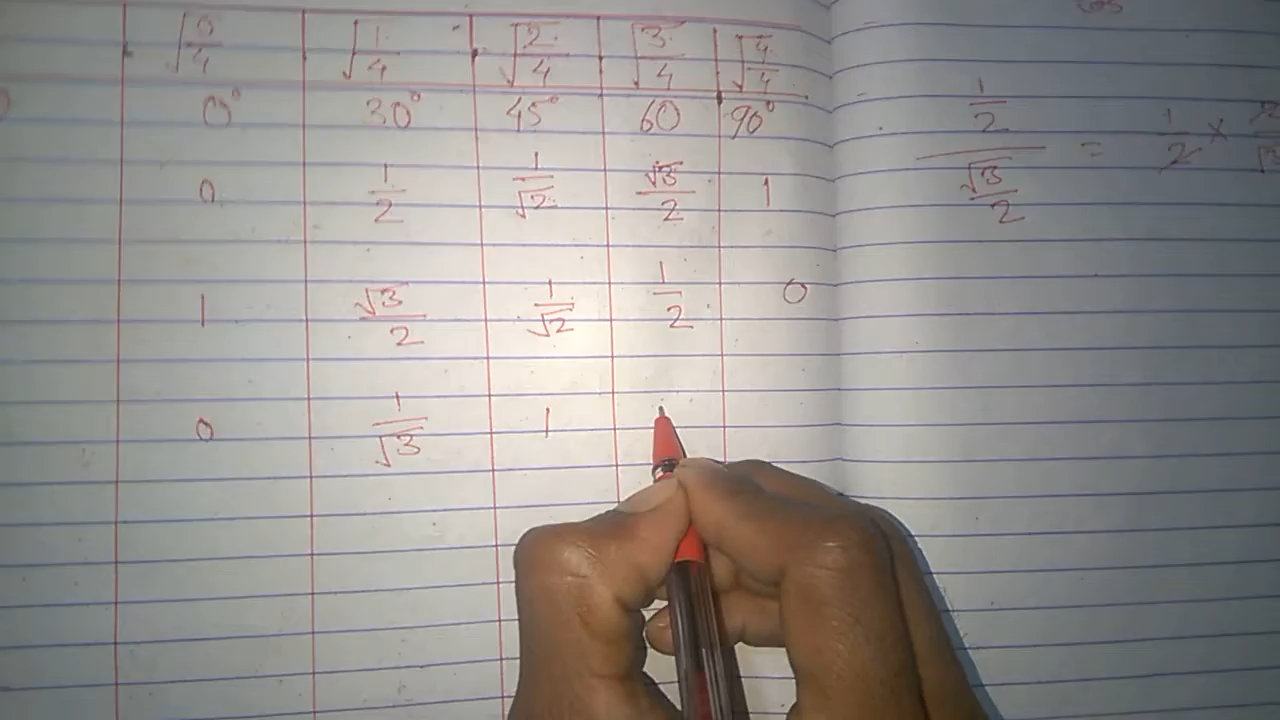 √0/4 √1/4 √2/4 √3/4 √4/4
0° 30° 45° 60 90°
0 1/2 1/√2 √3/2 1
1 √3/2 1/√2 1/2 0
0 1/√3 1
cos
1/2 / √3/2 = 1/2 ×